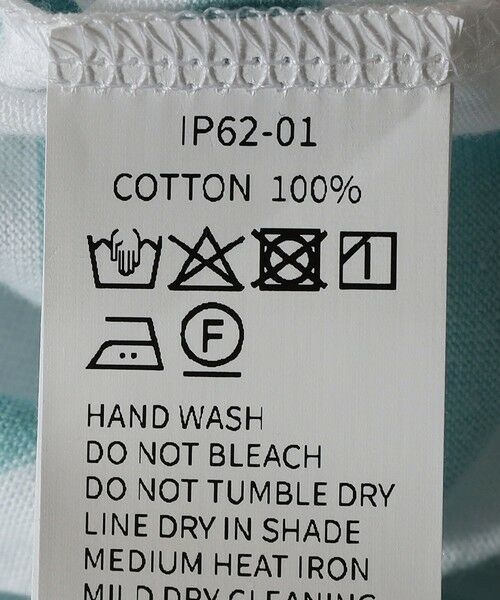 IP62-01
COTTON 100%
F
HAND WASH
DO NOT BLEACH
DO NOT TUMBLE DRY
LINE DRY IN SHADE
MEDIUM HEAT IRON
MILD DRY CLEANING